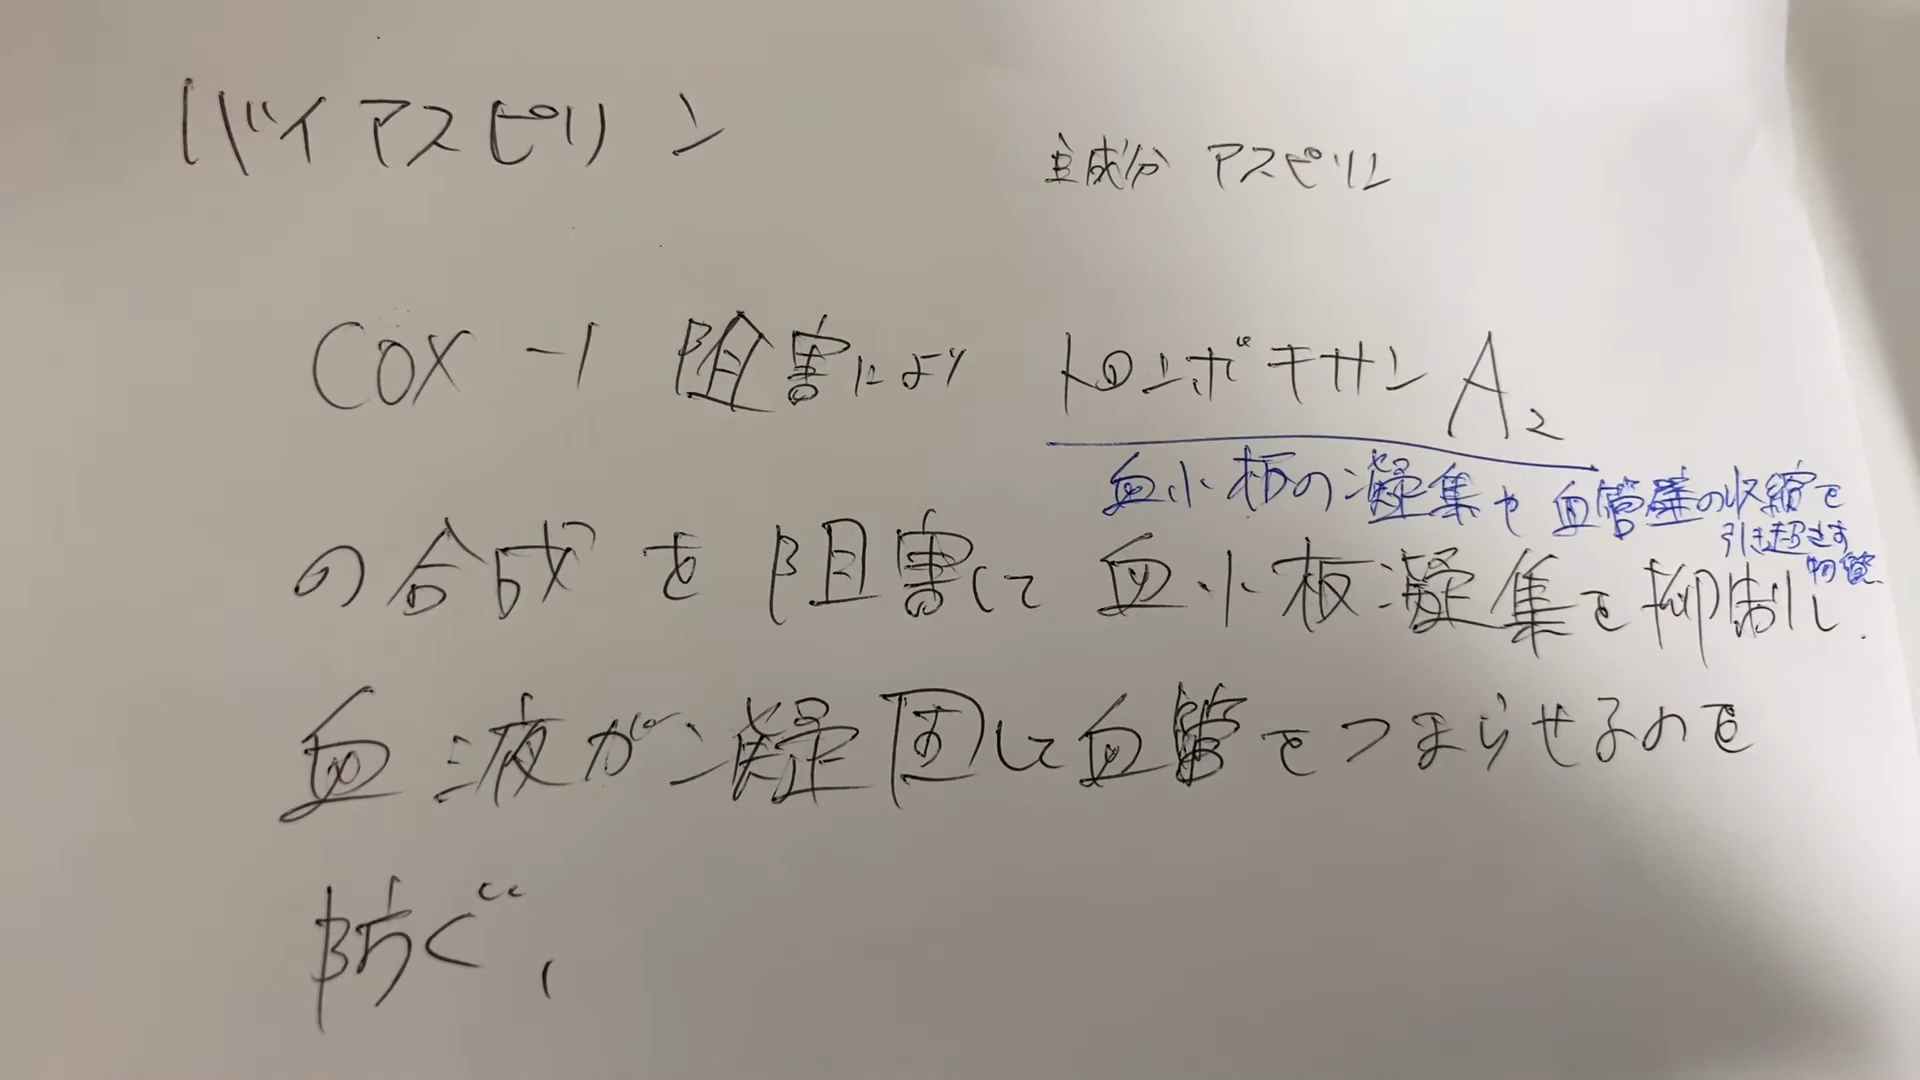 バイアスピリン
主成分 アスピリン
COX-1 阻害により トロンボキサンA₂
血小板の凝集や血管壁の収縮を
引き起こす
物質
の合成を阻害して血小板凝集を抑制し、
血液が凝固して血管をつまらせるのを
防ぐ、